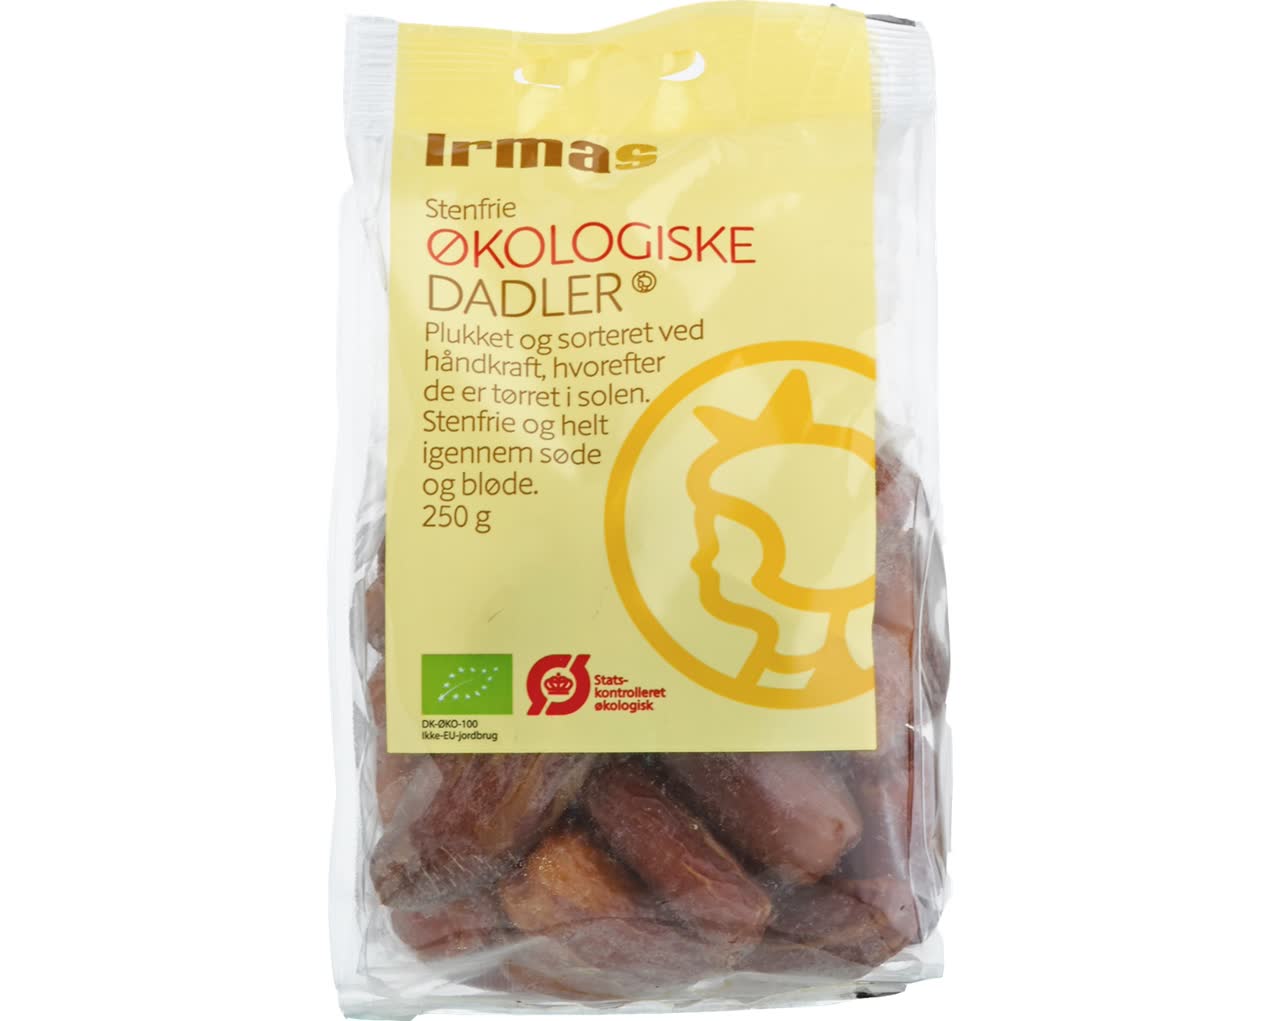 Irmas
Stenfrie
ØKOLOGISKE
DADLER
Plukket og sorteret ved
håndkraft, hvorefter
de er tørret i solen.
Stenfrie og helt
igennem søde
og bløde.
250 g
Stats-
kontrolleret
økologisk
DK-ØKO-100
Ikke-EU-jordbrug